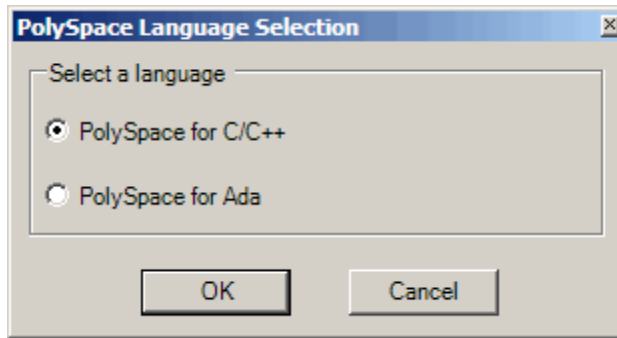 PolySpace Language Selection
Select a language
PolySpace for C/C++
PolySpace for Ada
OK Cancel